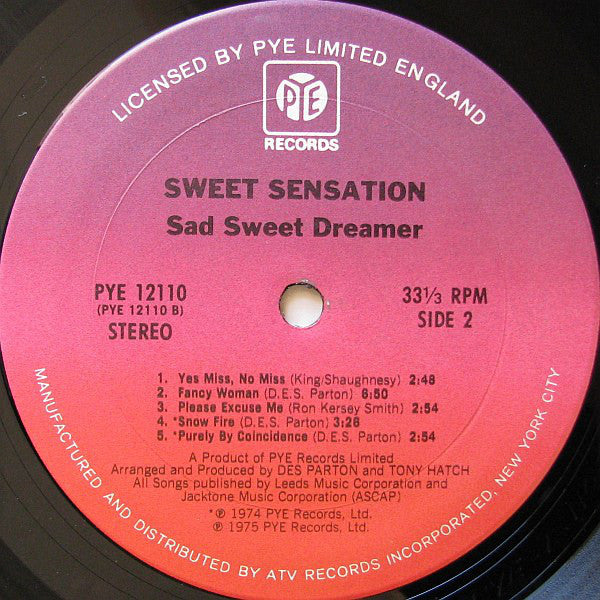 LICENSED BY PYE LIMITED ENGLAND
PYE
RECORDS
SWEET SENSATION
Sad Sweet Dreamer
PYE 12110
(PYE 12110 B)
STEREO
33⅓ RPM
SIDE 2
1. Yes Miss, No Miss (King/Shaughnesy) 2:48
2. Fancy Woman (D.E.S. Parton) 6:50
3. Please Excuse Me (Ron Kersey Smith) 2:54
4. *Snow Fire (D.E.S. Parton) 3:26
5. *Purely By Coincidence (D.E.S. Parton) 2:54
A Product of PYE Records Limited
Arranged and Produced by DES PARTON and TONY HATCH
All Songs published by Leeds Music Corporation and
Jacktone Music Corporation (ASCAP)
*℗ 1974 PYE Records, Ltd.
℗ 1975 PYE Records, Ltd.
MANUFACTURED AND DISTRIBUTED BY ATV RECORDS INCORPORATED, NEW YORK CITY